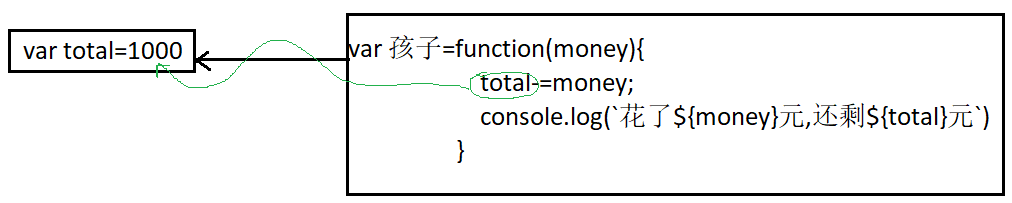 var total=1000
var 孩子=function(money){
total-=money;
console.log(`花了${money}元,还剩${total}元`)
}